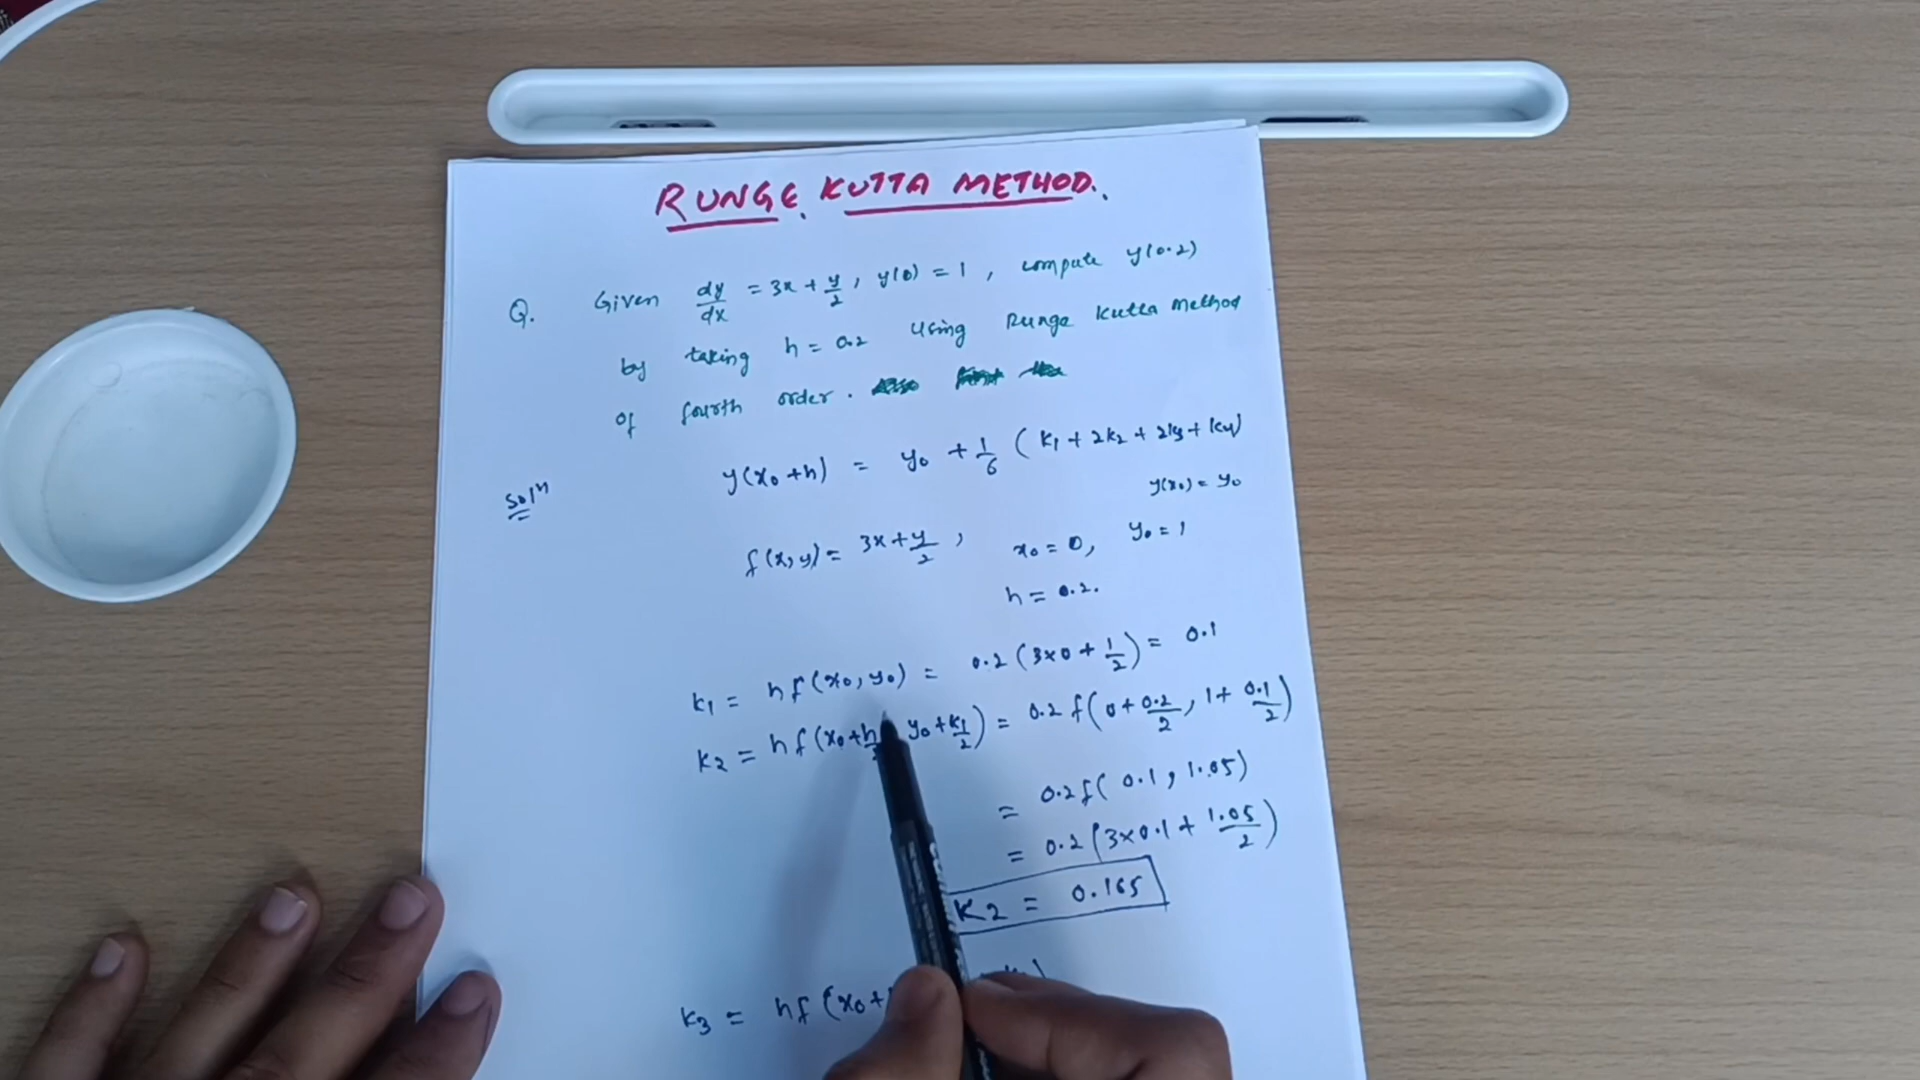 RUNGE KUTTA METHOD.
Q. Given dy/dx = 3x + y/2, y(0) = 1, compute y(0.2)
by taking h = 0.2 using Runge Kutta Method
of fourth order.
Solⁿ y(x₀+h) = y₀ + 1/6 (k₁ + 2k₂ + 2k₃ + k₄)
y(x₀) = y₀
f(x,y) = 3x + y/2, x₀ = 0, y₀ = 1
h = 0.2.
k₁ = hf(x₀, y₀) = 0.2 (3×0 + 1/2) = 0.1
k₂ = hf(x₀+h/2, y₀+k₁/2) = 0.2 f(0+0.2/2, 1+0.1/2)
= 0.2f(0.1, 1.05)
= 0.2 (3×0.1 + 1.05/2)
K₂ = 0.165
k₃ = hf(x₀+